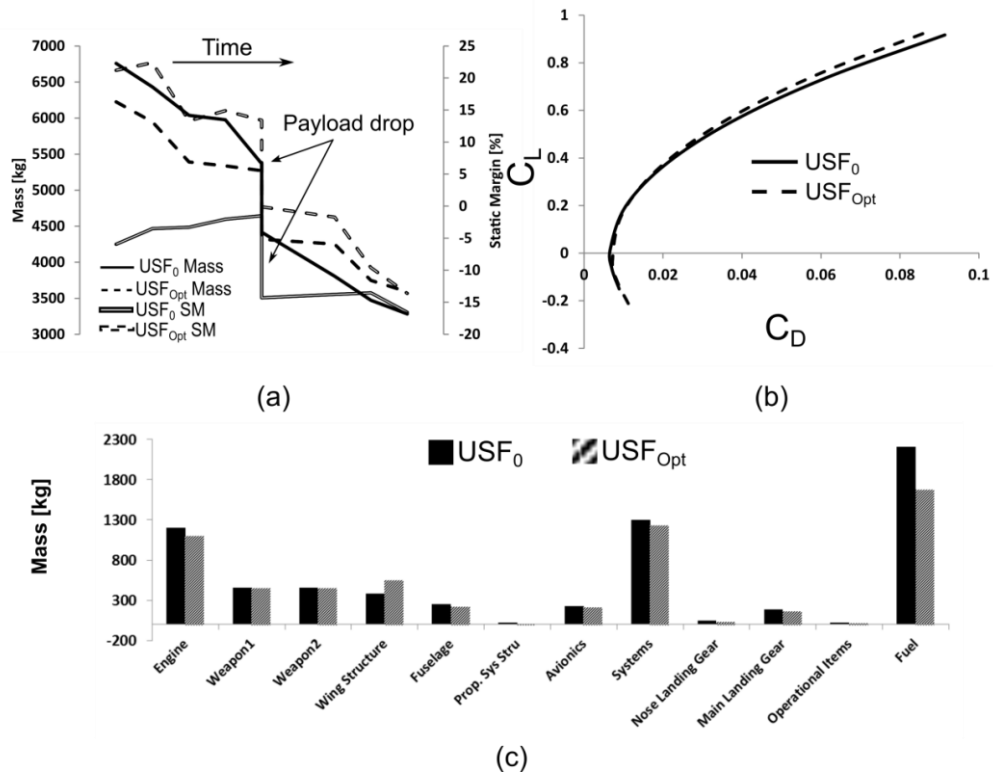 Time
7000
6500
6000
5500
5000
4500
4000
3500
3000
Mass [kg]
25
20
15
10
5
0
-5
-10
-15
-20
Static Margin [%]
Payload drop
USF0 Mass
USFOpt Mass
USF0 SM
USFOpt SM
(a)
1
0.8
0.6
0.4
0.2
0
-0.2
-0.4
CL
0.02
0.04
0.06
0.08
0.1
CD
USF0
USFOpt
(b)
USF0
USFOpt
Mass [kg]
2300
1300
800
300
-200
Engine
Weapon1
Weapon2
Wing Structure
Fuselage
Prop. Sys Stru
Avionics
Systems
Nose Landing Gear
Main Landing Gear
Operational Items
Fuel
(c)